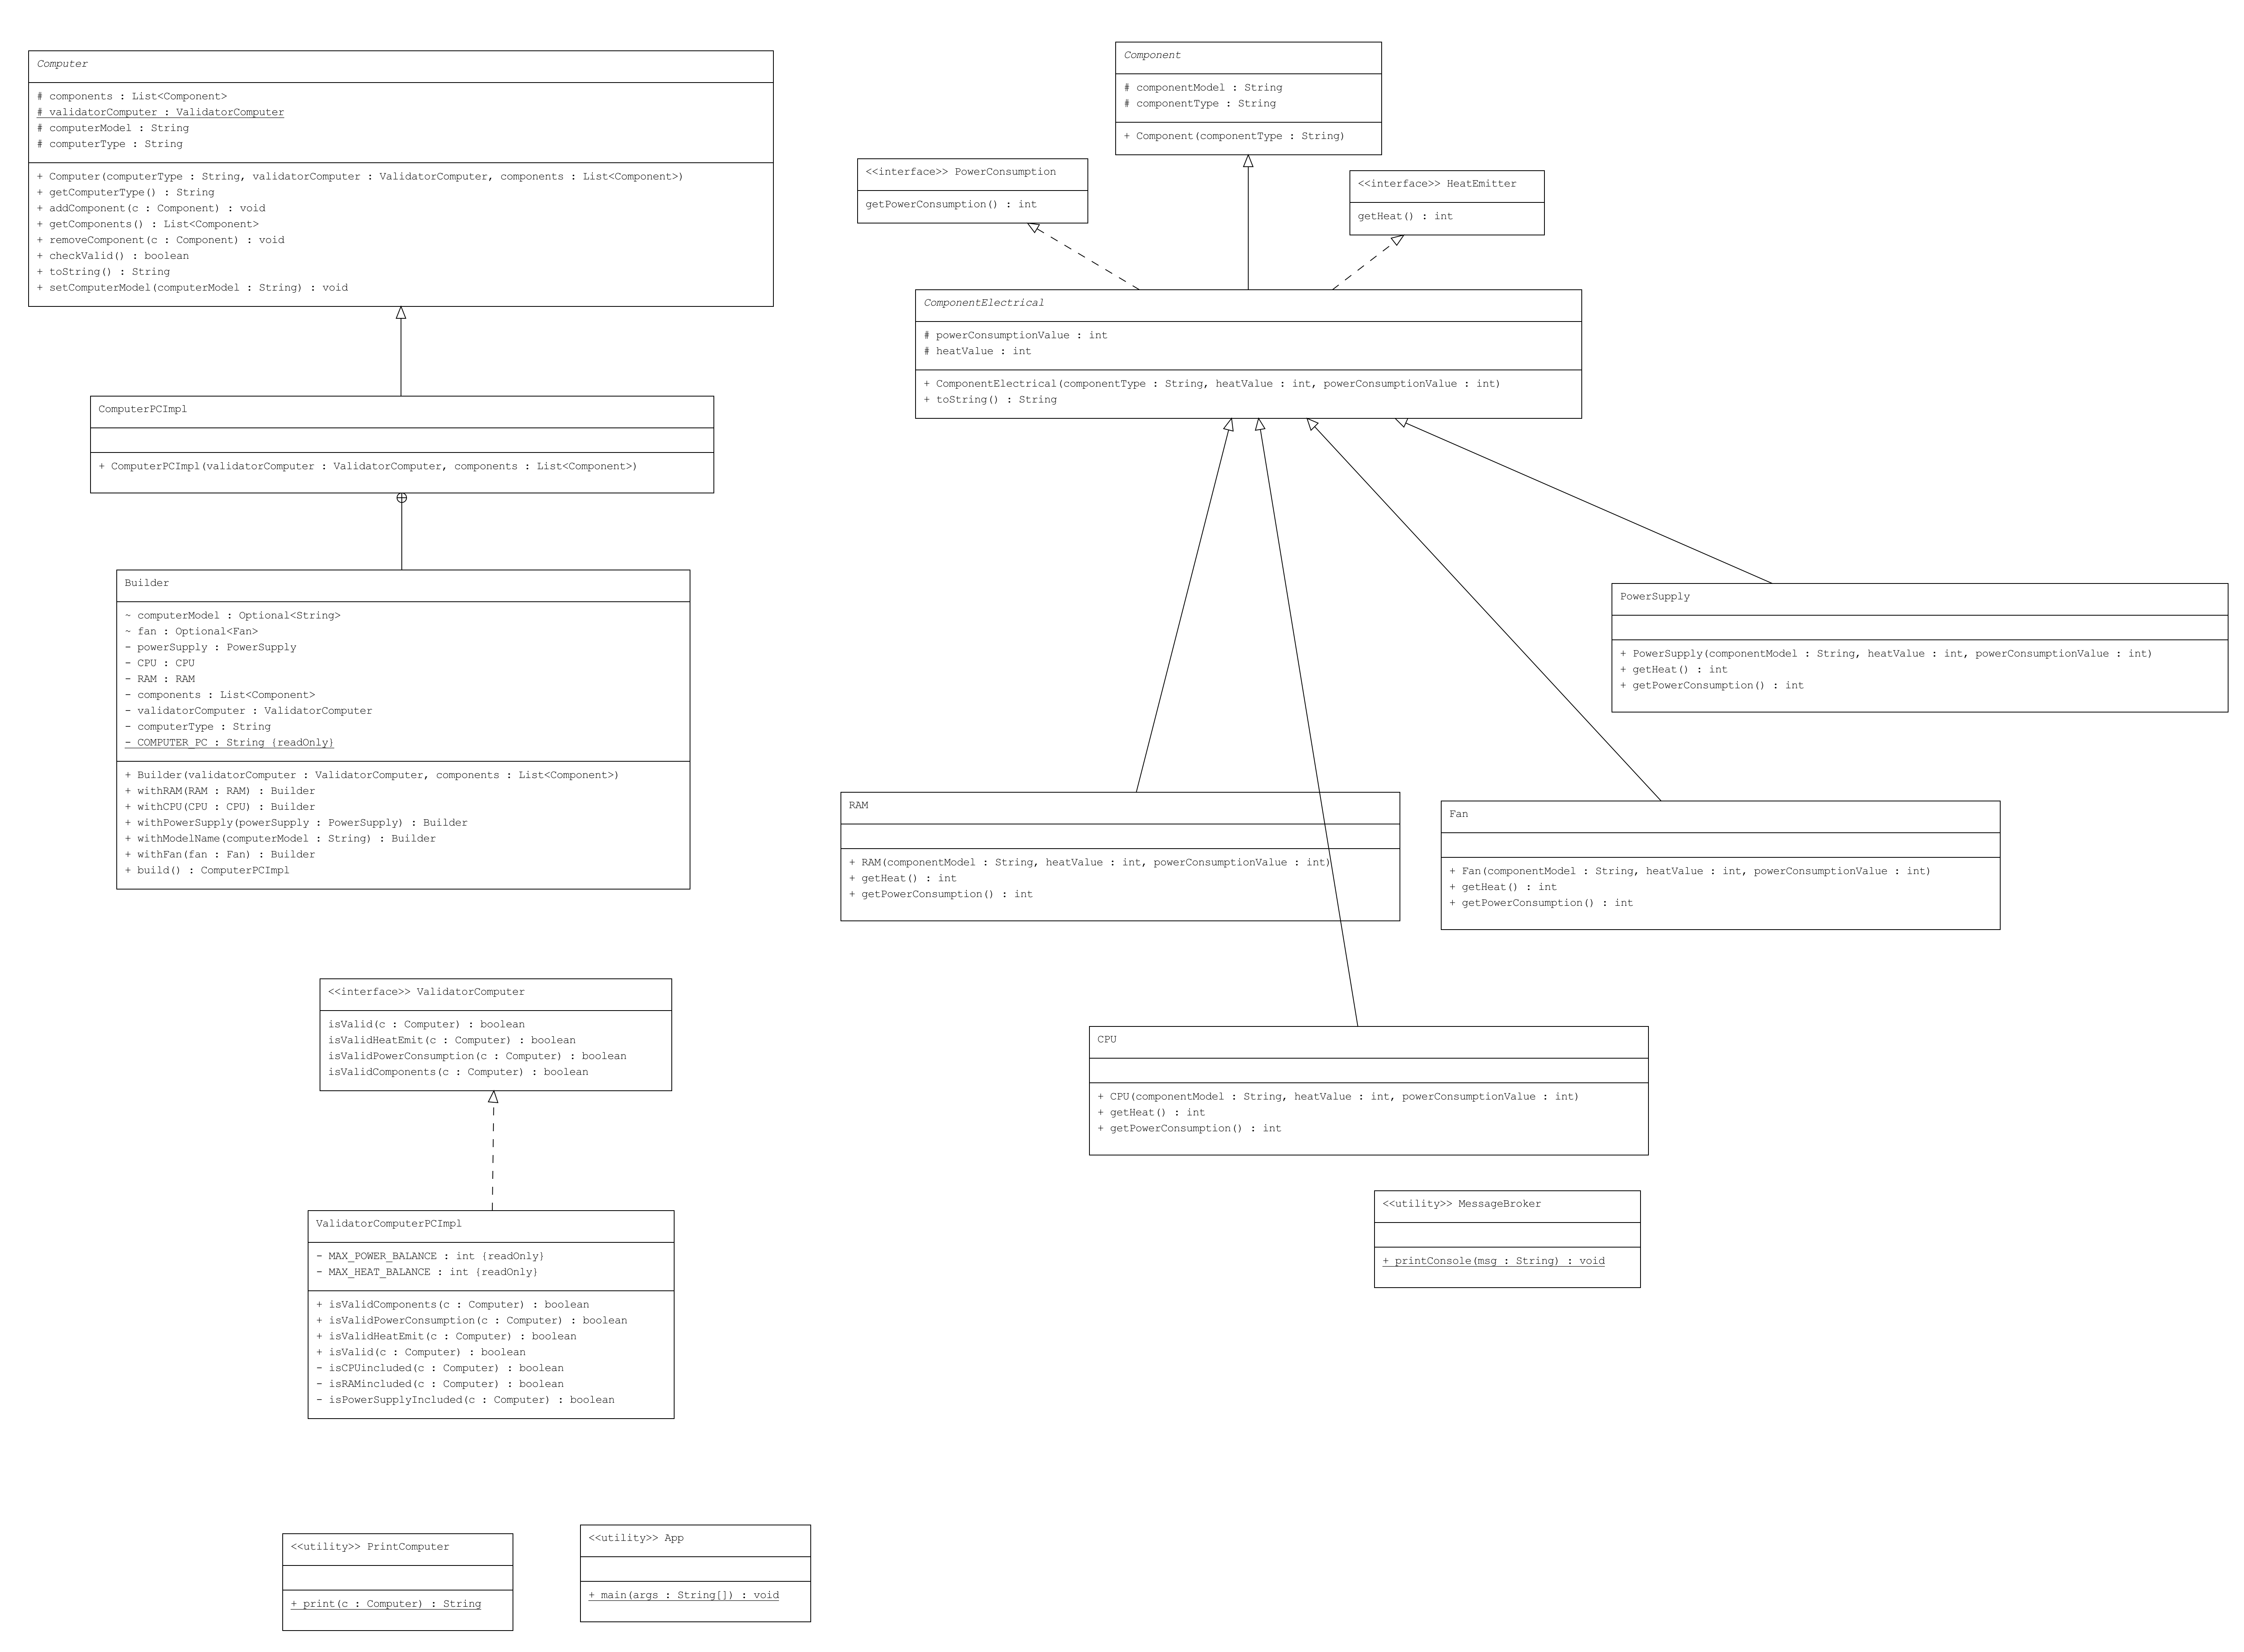 Computer
# components : List<Component>
# validatorComputer : ValidatorComputer
# computerModel : String
# computerType : String
+ Computer(computerType : String, validatorComputer : ValidatorComputer, components : List<Component>)
+ getComputerType() : String
+ addComponent(c : Component) : void
+ getComponents() : List<Component>
+ removeComponent(c : Component) : void
+ checkValid() : boolean
+ toString() : String
+ setComputerModel(computerModel : String) : void
ComputerPCImpl
+ ComputerPCImpl(validatorComputer : ValidatorComputer, components : List<Component>)
Builder
~ computerModel : Optional<String>
~ fan : Optional<Fan>
- powerSupply : PowerSupply
- CPU : CPU
- RAM : RAM
- components : List<Component>
- validatorComputer : ValidatorComputer
- computerType : String
- COMPUTER_PC : String {readOnly}
+ Builder(validatorComputer : ValidatorComputer, components : List<Component>)
+ withRAM(RAM : RAM) : Builder
+ withCPU(CPU : CPU) : Builder
+ withPowerSupply(powerSupply : PowerSupply) : Builder
+ withModelName(computerModel : String) : Builder
+ withFan(fan : Fan) : Builder
+ build() : ComputerPCImpl
<<interface>> ValidatorComputer
isValid(c : Computer) : boolean
isValidHeatEmit(c : Computer) : boolean
isValidPowerConsumption(c : Computer) : boolean
isValidComponents(c : Computer) : boolean
ValidatorComputerPCImpl
- MAX_POWER_BALANCE : int {readOnly}
- MAX_HEAT_BALANCE : int {readOnly}
+ isValidComponents(c : Computer) : boolean
+ isValidPowerConsumption(c : Computer) : boolean
+ isValidHeatEmit(c : Computer) : boolean
+ isValid(c : Computer) : boolean
- isCPUincluded(c : Computer) : boolean
- isRAMincluded(c : Computer) : boolean
- isPowerSupplyIncluded(c : Computer) : boolean
<<utility>> PrintComputer
+ print(c : Computer) : String
<<utility>> App
+ main(args : String[]) : void
Component
# componentModel : String
# componentType : String
+ Component(componentType : String)
<<interface>> PowerConsumption
getPowerConsumption() : int
<<interface>> HeatEmitter
getHeat() : int
ComponentElectrical
# powerConsumptionValue : int
# heatValue : int
+ ComponentElectrical(componentType : String, heatValue : int, powerConsumptionValue : int)
+ toString() : String
PowerSupply
+ PowerSupply(componentModel : String, heatValue : int, powerConsumptionValue : int)
+ getHeat() : int
+ getPowerConsumption() : int
RAM
+ RAM(componentModel : String, heatValue : int, powerConsumptionValue : int)
+ getHeat() : int
+ getPowerConsumption() : int
Fan
+ Fan(componentModel : String, heatValue : int, powerConsumptionValue : int)
+ getHeat() : int
+ getPowerConsumption() : int
CPU
+ CPU(componentModel : String, heatValue : int, powerConsumptionValue : int)
+ getHeat() : int
+ getPowerConsumption() : int
<<utility>> MessageBroker
+ printConsole(msg : String) : void